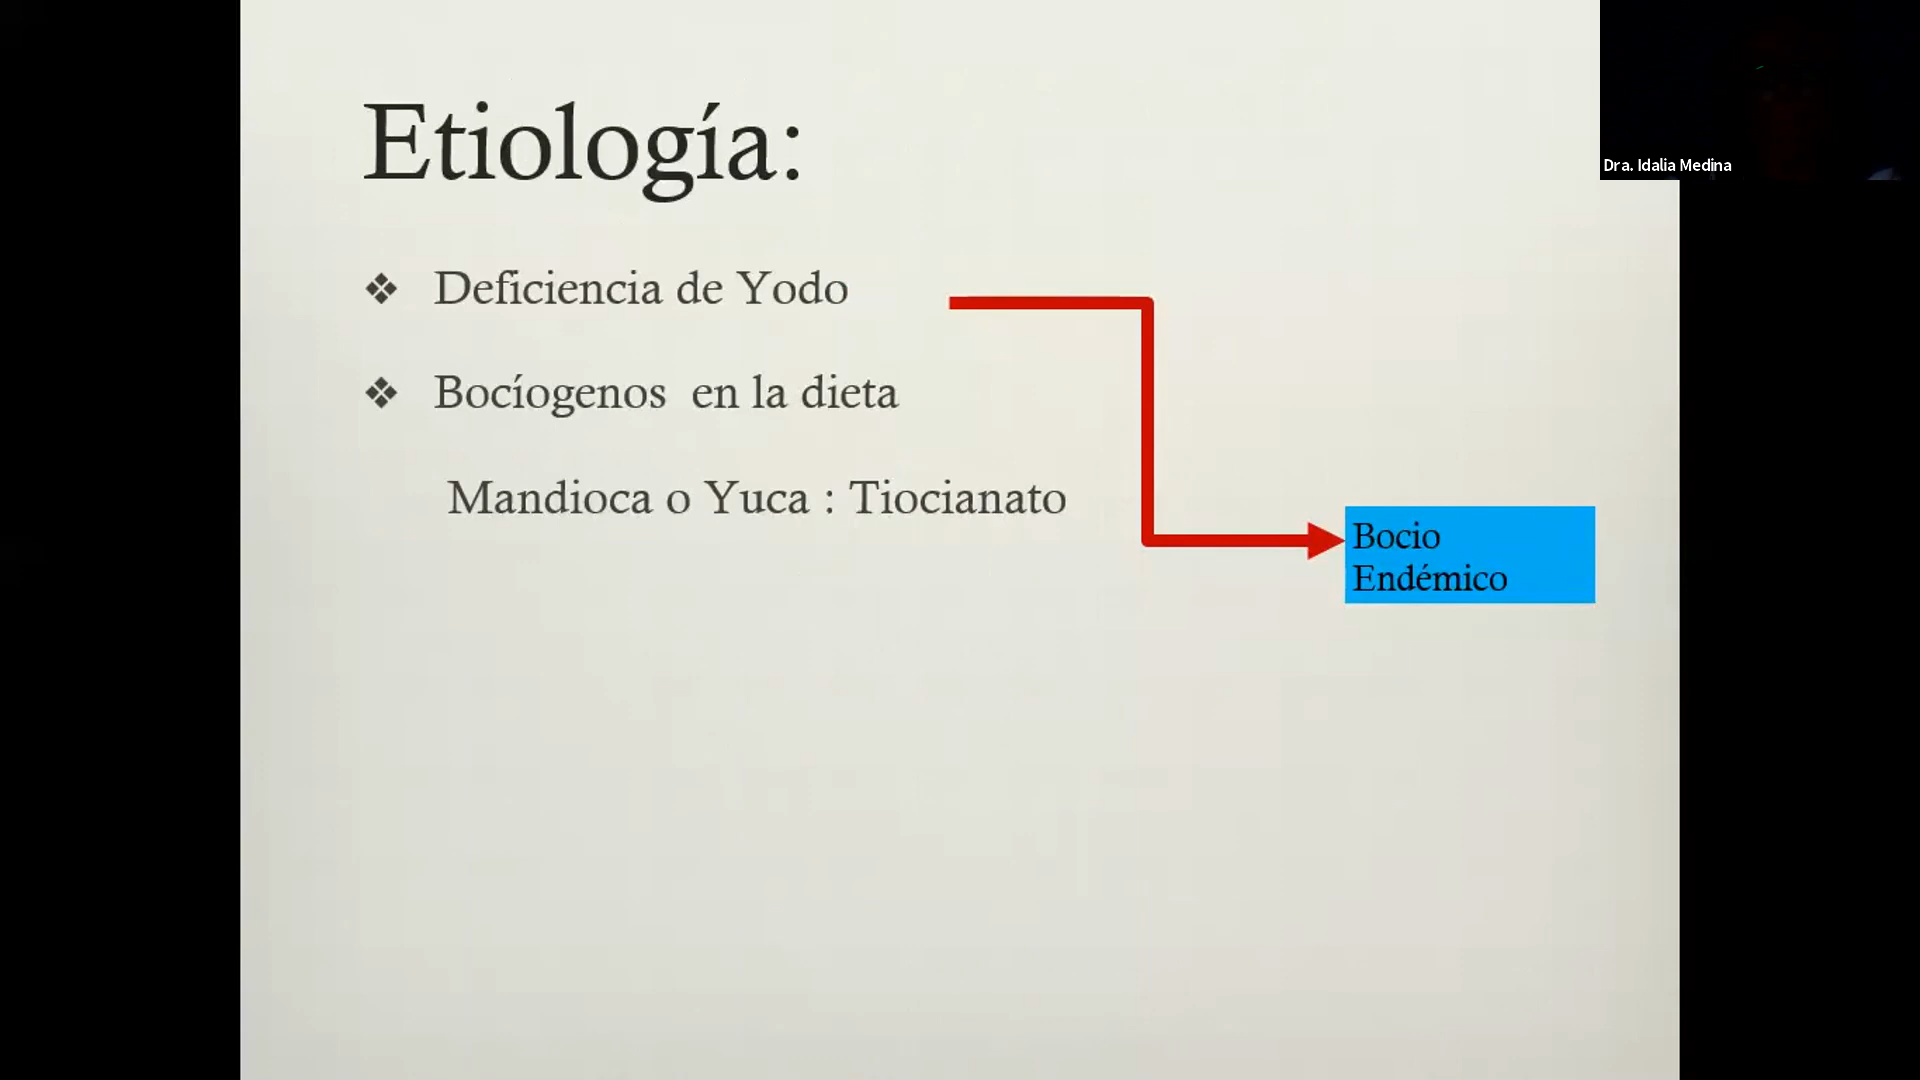 Etiología:
Dra. Idalia Medina
❖ Deficiencia de Yodo
❖ Bocíogenos en la dieta
Mandioca o Yuca : Tiocianato
Bocio
Endémico